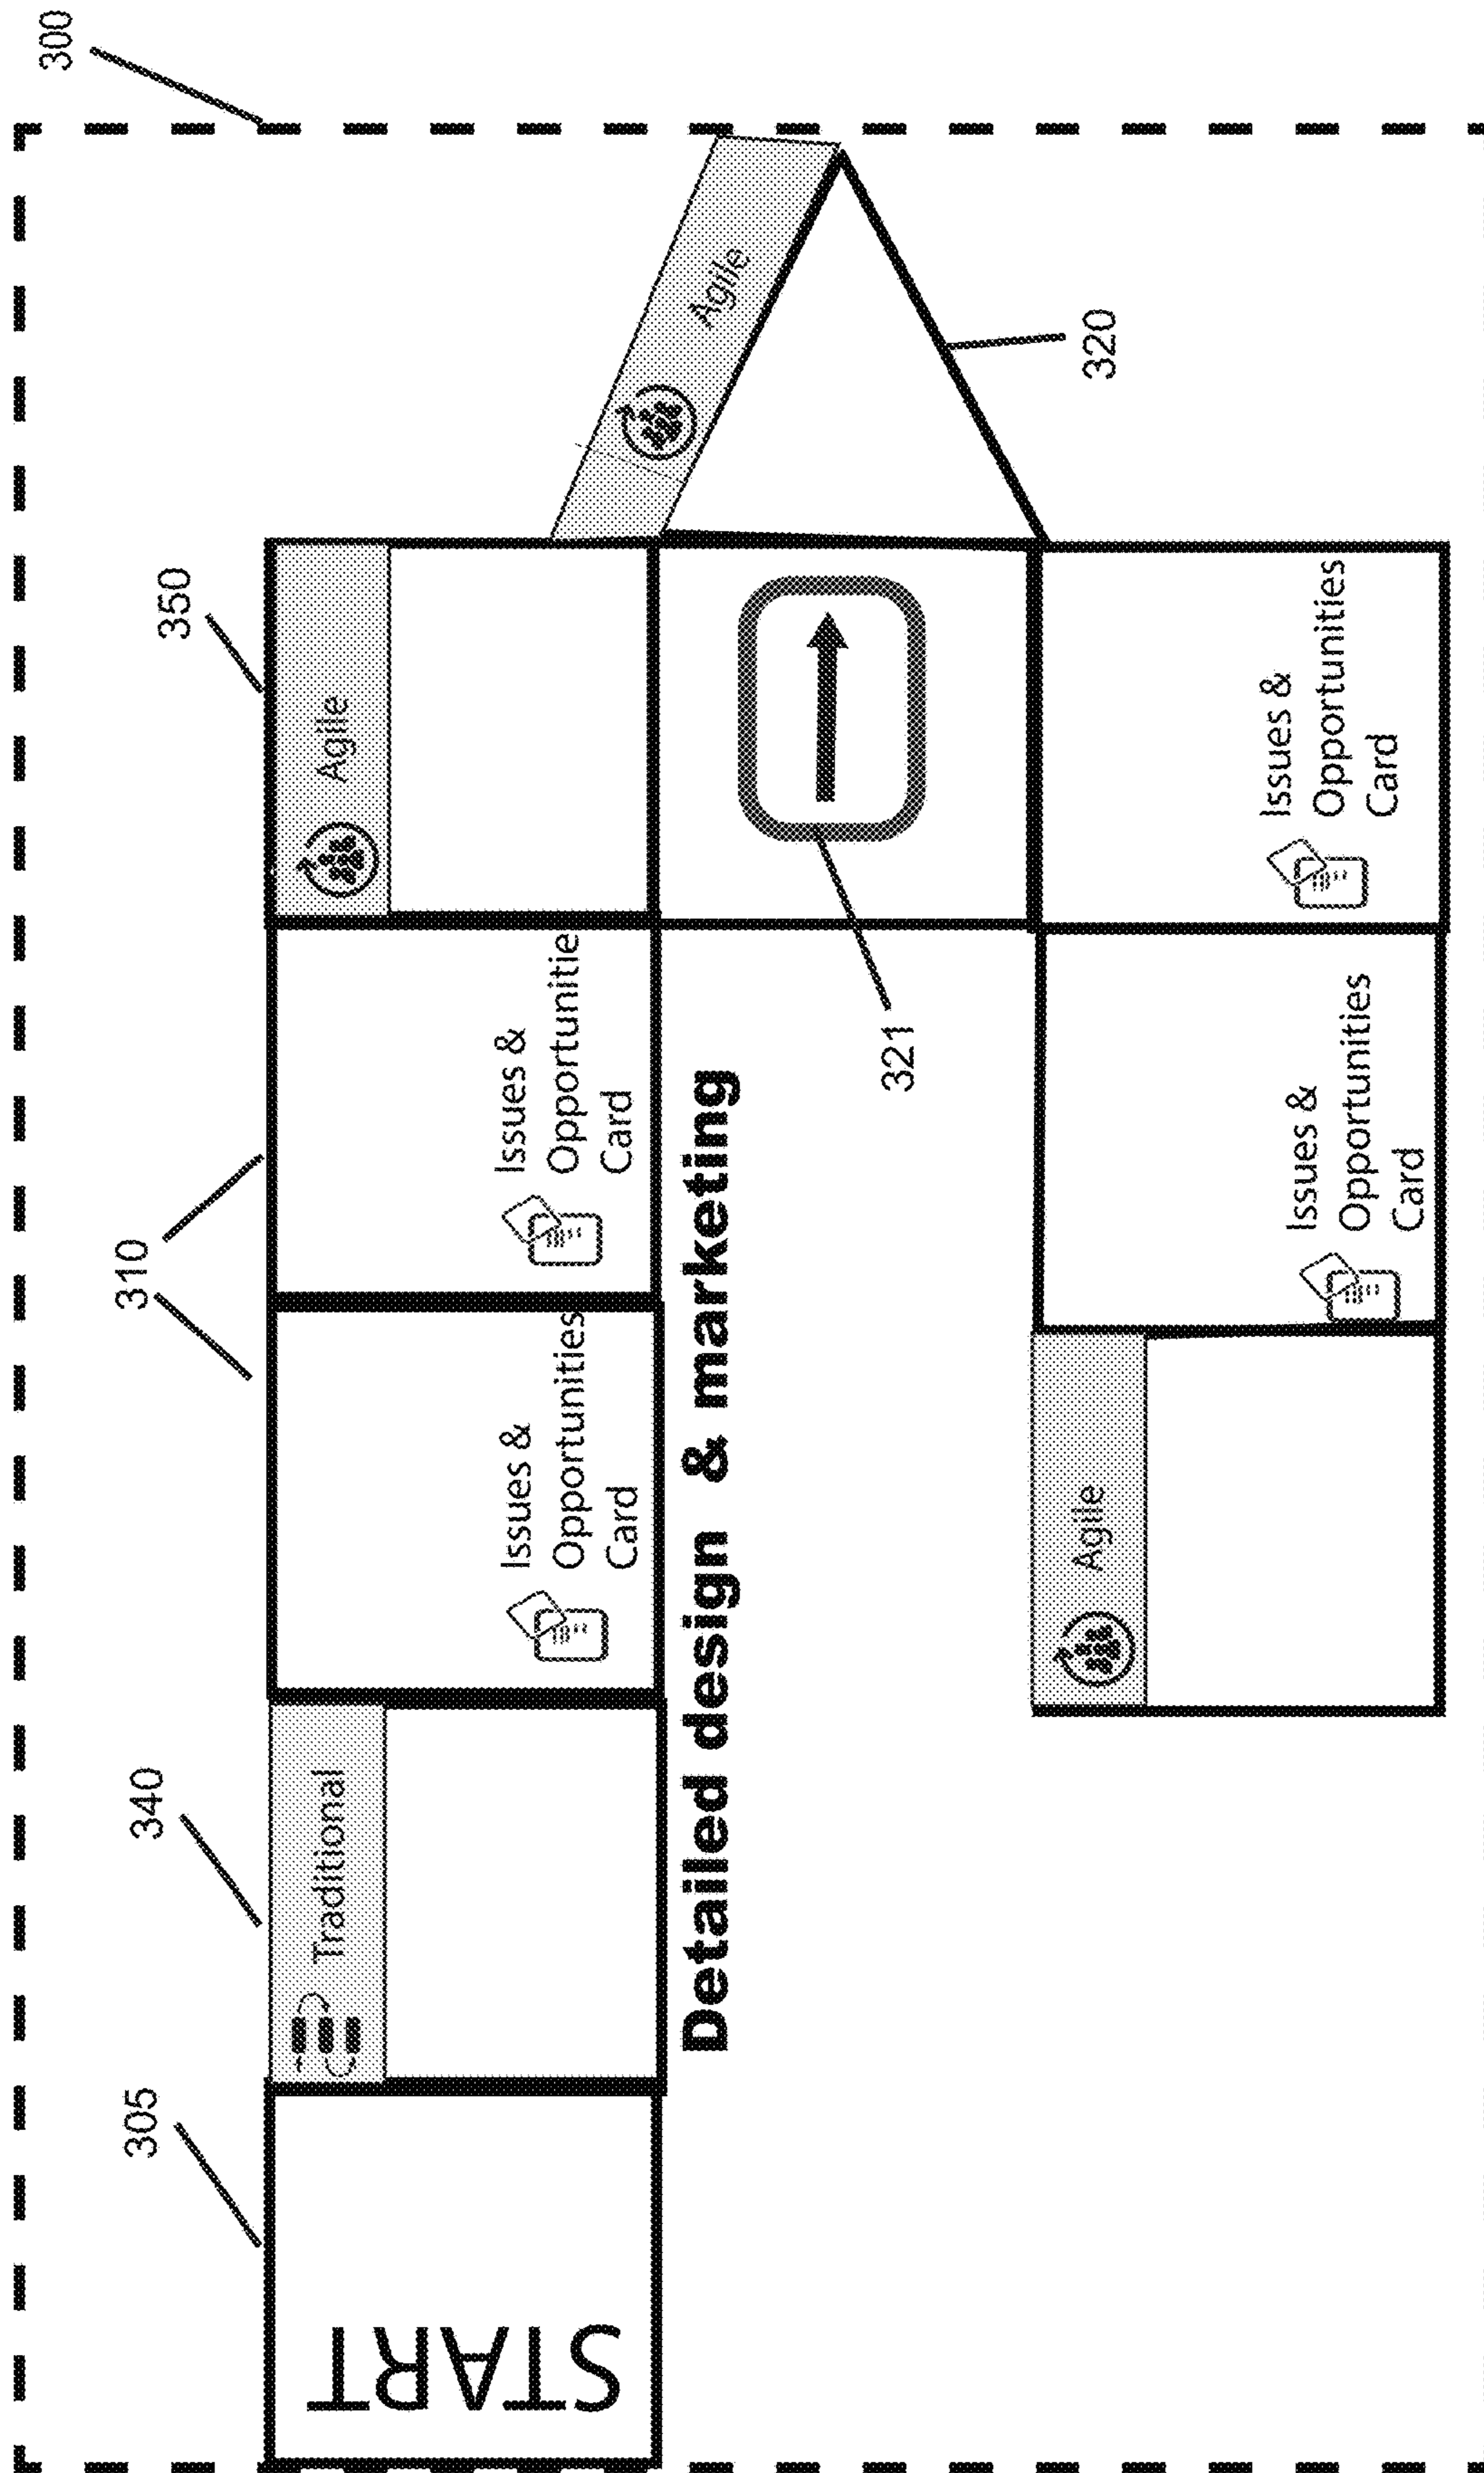 300
305
340
310
350
START
Traditional
Issues &
Opportunities
Card
Issues &
Opportunitie
Card
Agile
Agile
Detailed design & marketing
321
320
Agile
Issues &
Opportunities
Card
Issues &
Opportunities
Card